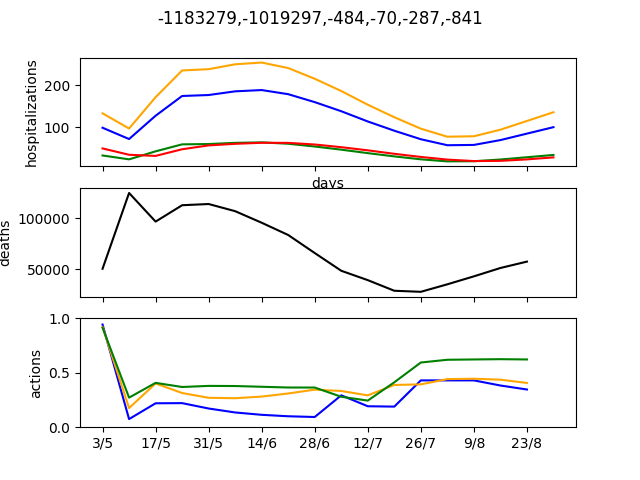 -1183279,-1019297,-484,-70,-287,-841
hospitalizations
200
100
days
deaths
100000
50000
actions
1.0
0.5
0.0
3/5 17/5 31/5 14/6 28/6 12/7 26/7 9/8 23/8